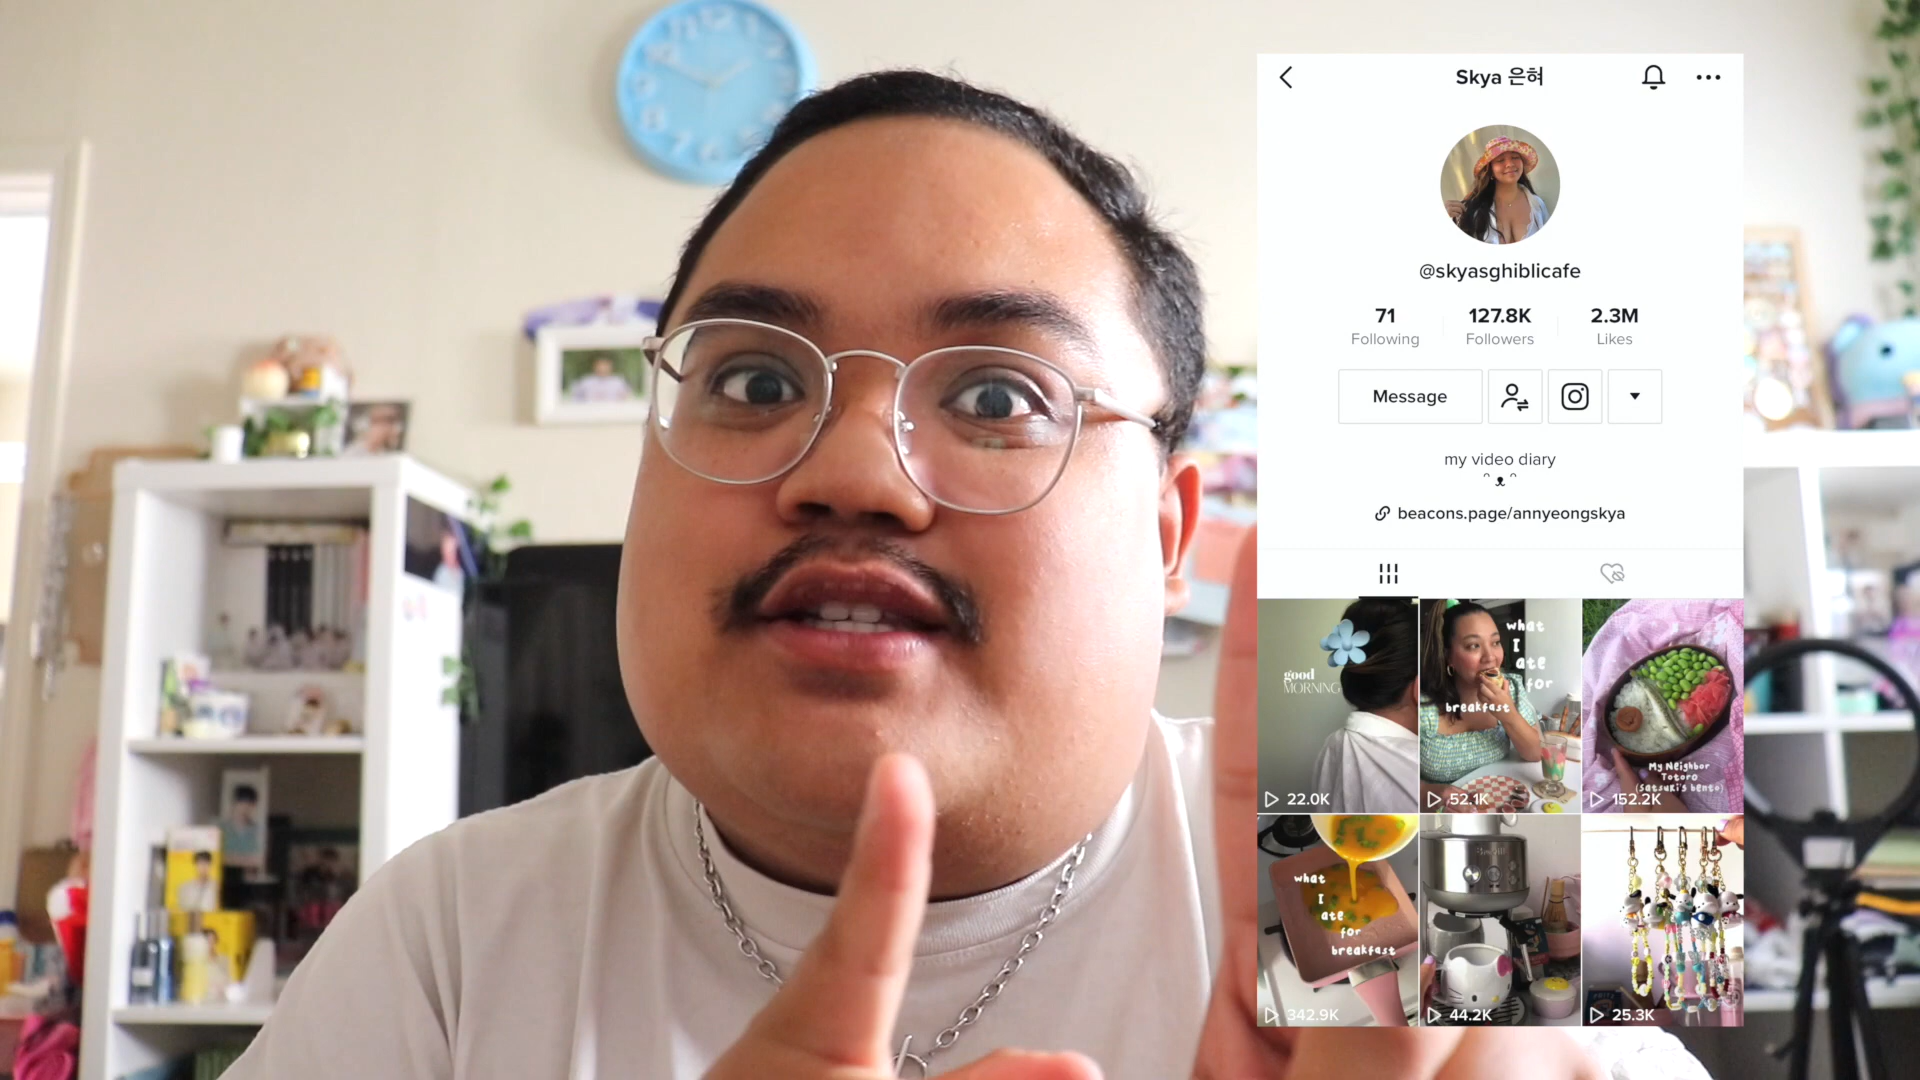 Skya 은혀
@skyasghiblicafe
71
Following
127.8K
Followers
2.3M
Likes
Message
my video diary
beacons.page/annyeongskya
good
MORNING
22.0K
what
I
ate
for
breakfast
52.1K
My Neighbor
Totoro
(Satsuki's bento)
152.2K
what
I
ate
for
breakfast
342.9K
44.2K
25.3K